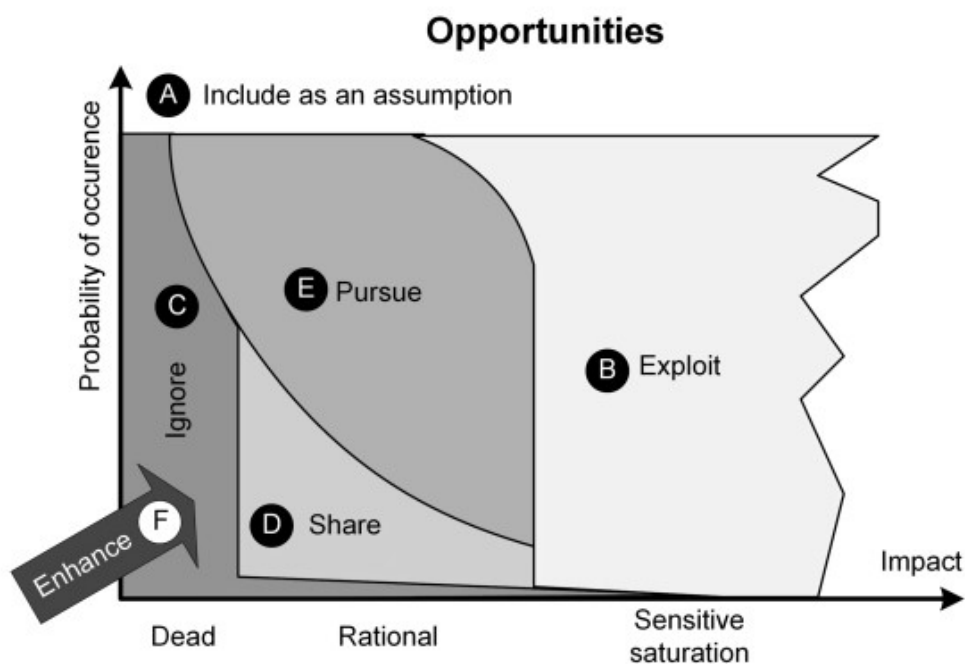 Opportunities
A Include as an assumption
Probability of occurence
C
E Pursue
B Exploit
Ignore
D Share
F
Enhance
Impact
Dead
Rational
Sensitive
saturation